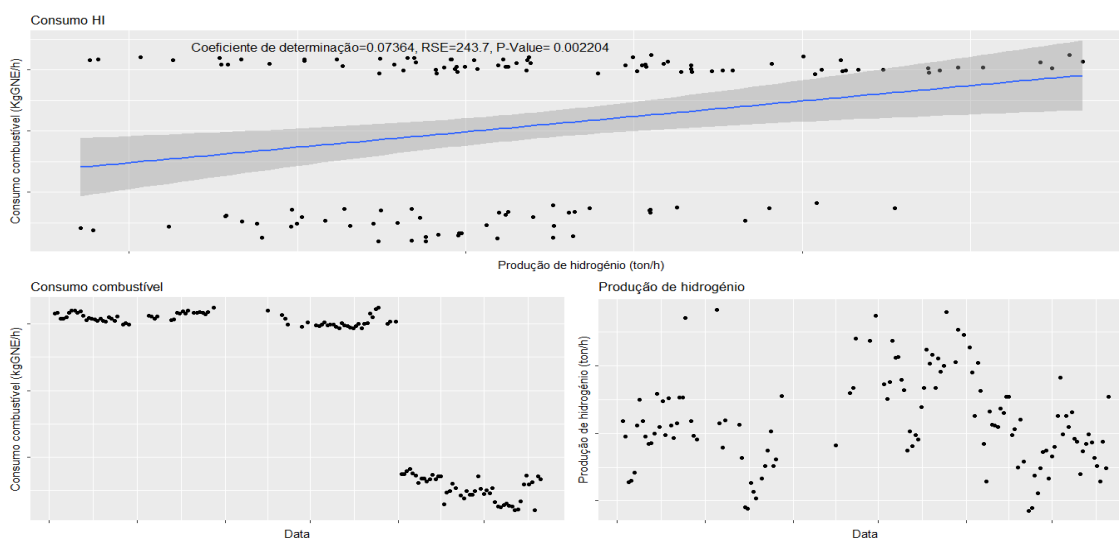 Consumo HI
Coeficiente de determinação=0.07364, RSE=243.7, P-Value= 0.002204
Consumo combustível (KgGNE/h)
Produção de hidrogénio (ton/h)
Consumo combustível
Consumo combustível (kgGNE/h)
Data
Produção de hidrogénio
Produção de hidrogénio (ton/h)
Data